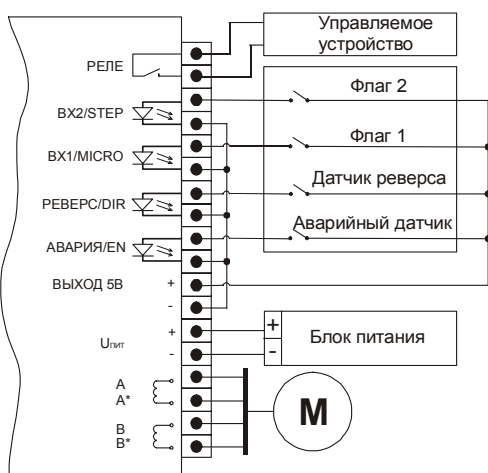 Управляемое
устройство
РЕЛЕ
Флаг 2
ВХ2/STEP
Флаг 1
ВХ1/MICRO
Датчик реверса
РЕВЕРС/DIR
Аварийный датчик
АВАРИЯ/EN
ВЫХОД 5В +
-
Uпит + + Блок питания
- -
A
A*
М
B
B*